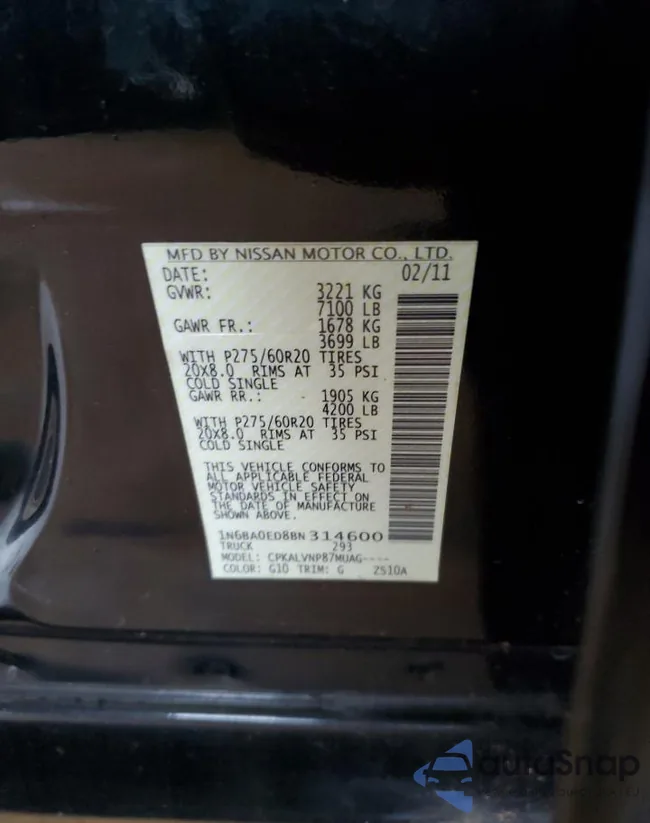 MFD BY NISSAN MOTOR CO., LTD.
DATE: 02/11
GVWR: 3221 KG
7100 LB
GAWR FR.: 1678 KG
3699 LB
WITH P275/60R20 TIRES
20X8.0 RIMS AT 35 PSI
COLD SINGLE
GAWR RR.: 1905 KG
4200 LB
WITH P275/60R20 TIRES
20X8.0 RIMS AT 35 PSI
COLD SINGLE
THIS VEHICLE CONFORMS TO
ALL APPLICABLE FEDERAL
MOTOR VEHICLE SAFETY
STANDARDS IN EFFECT ON
THE DATE OF MANUFACTURE
SHOWN ABOVE.
1N6BA0ED8BN314600
TRUCK 293
MODEL: CPKALVNP87MUAG----
COLOR: G10 TRIM: G ZS10A
autoSnap